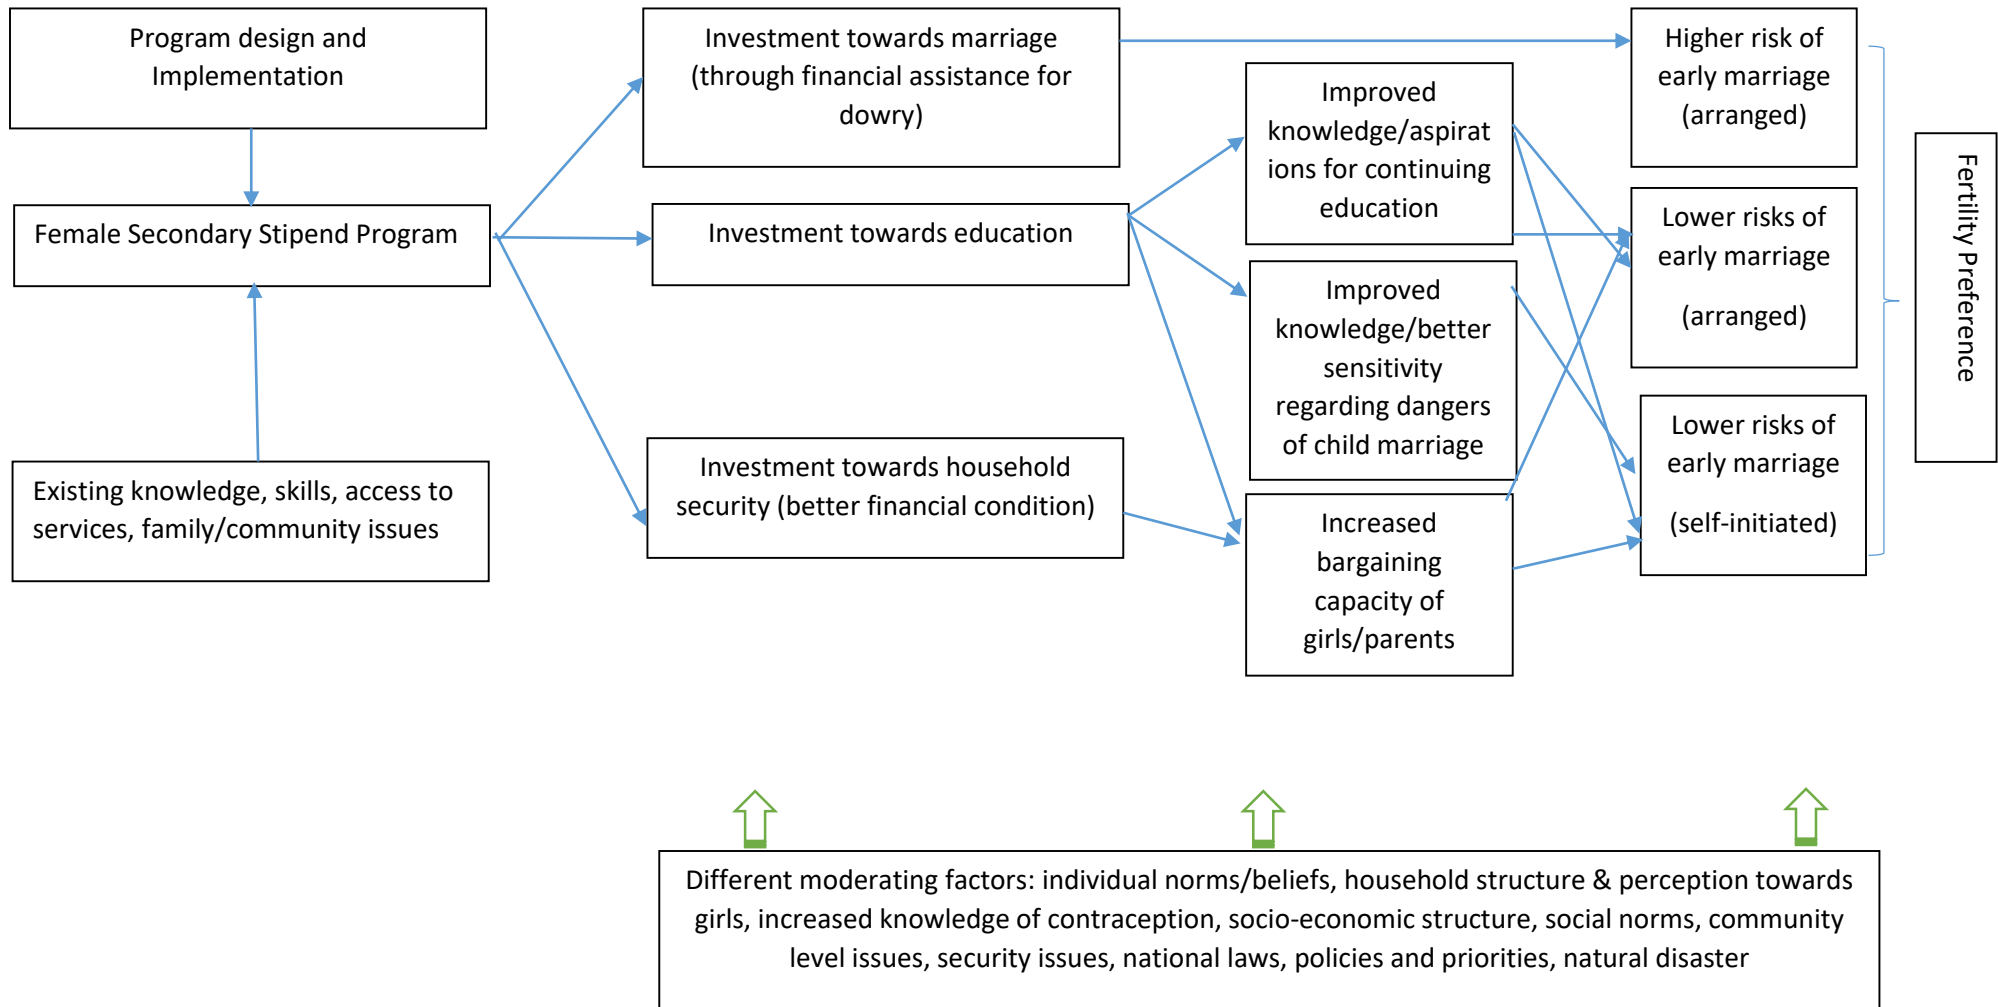 Program design and
Implementation
Female Secondary Stipend Program
Existing knowledge, skills, access to
services, family/community issues
Investment towards marriage
(through financial assistance for
dowry)
Investment towards education
Investment towards household
security (better financial condition)
Improved
knowledge/aspirat
ions for continuing
education
Improved
knowledge/better
sensitivity
regarding dangers
of child marriage
Increased
bargaining
capacity of
girls/parents
Higher risk of
early marriage
(arranged)
Lower risks of
early marriage
(arranged)
Lower risks of
early marriage
(self-initiated)
Fertility Preference
Different moderating factors: individual norms/beliefs, household structure & perception towards
girls, increased knowledge of contraception, socio-economic structure, social norms, community
level issues, security issues, national laws, policies and priorities, natural disaster